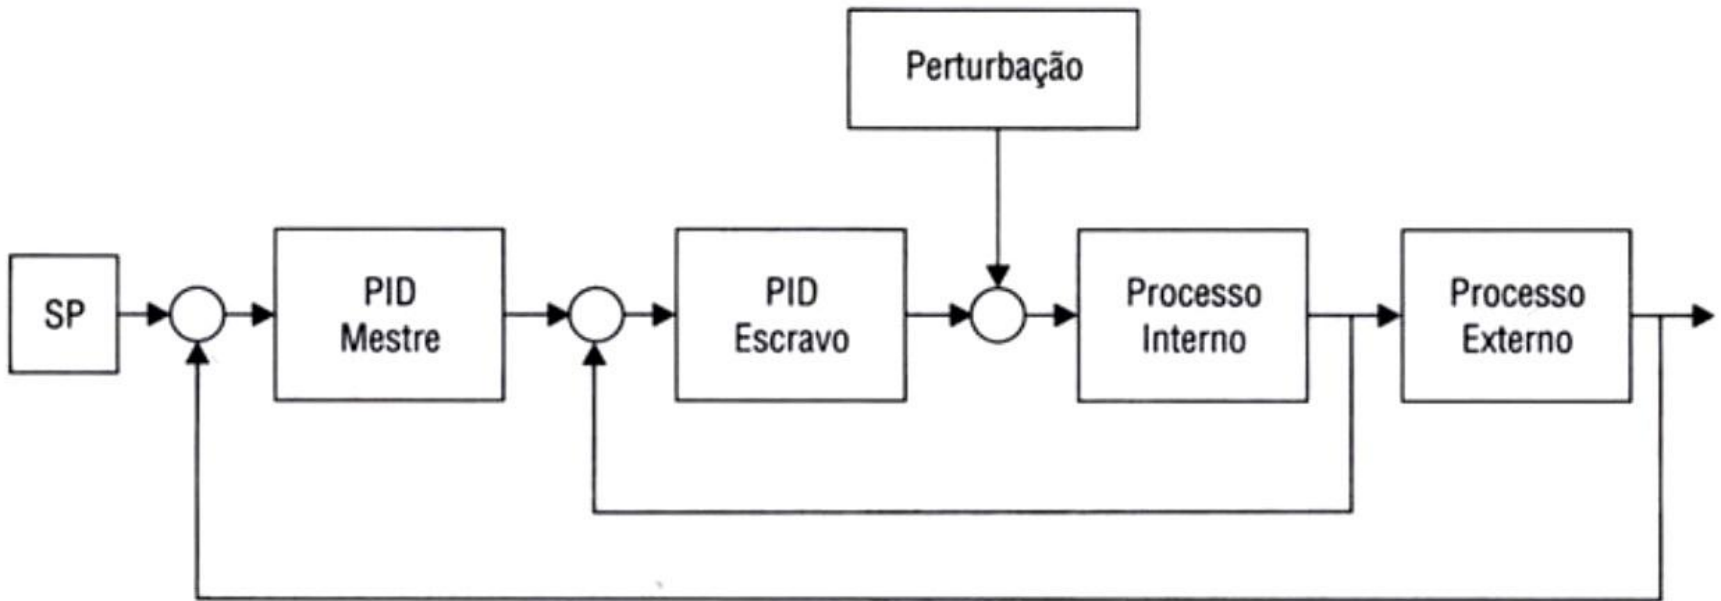 Perturbação
SP
PID
Mestre
PID
Escravo
Processo
Interno
Processo
Externo